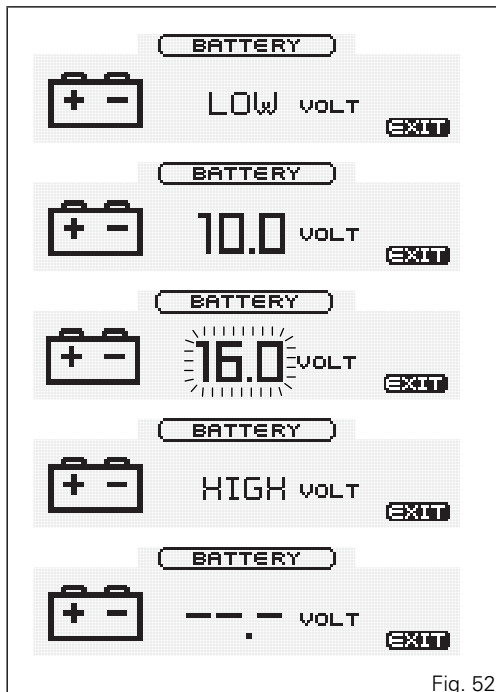 BATTERY
+ - LOW VOLT
EXIT
BATTERY
+ - 10.0 VOLT
EXIT
BATTERY
+ - 16.0 VOLT
EXIT
BATTERY
+ - HIGH VOLT
EXIT
BATTERY
+ - --.- VOLT
EXIT
Fig. 52